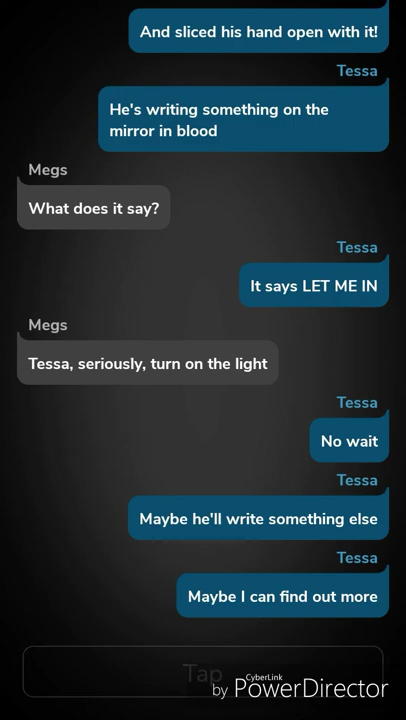 And sliced his hand open with it!
Tessa
He's writing something on the
mirror in blood
Megs
What does it say?
Tessa
It says LET ME IN
Megs
Tessa, seriously, turn on the light
Tessa
No wait
Tessa
Maybe he'll write something else
Tessa
Maybe I can find out more
Tap
CyberLink
by PowerDirector